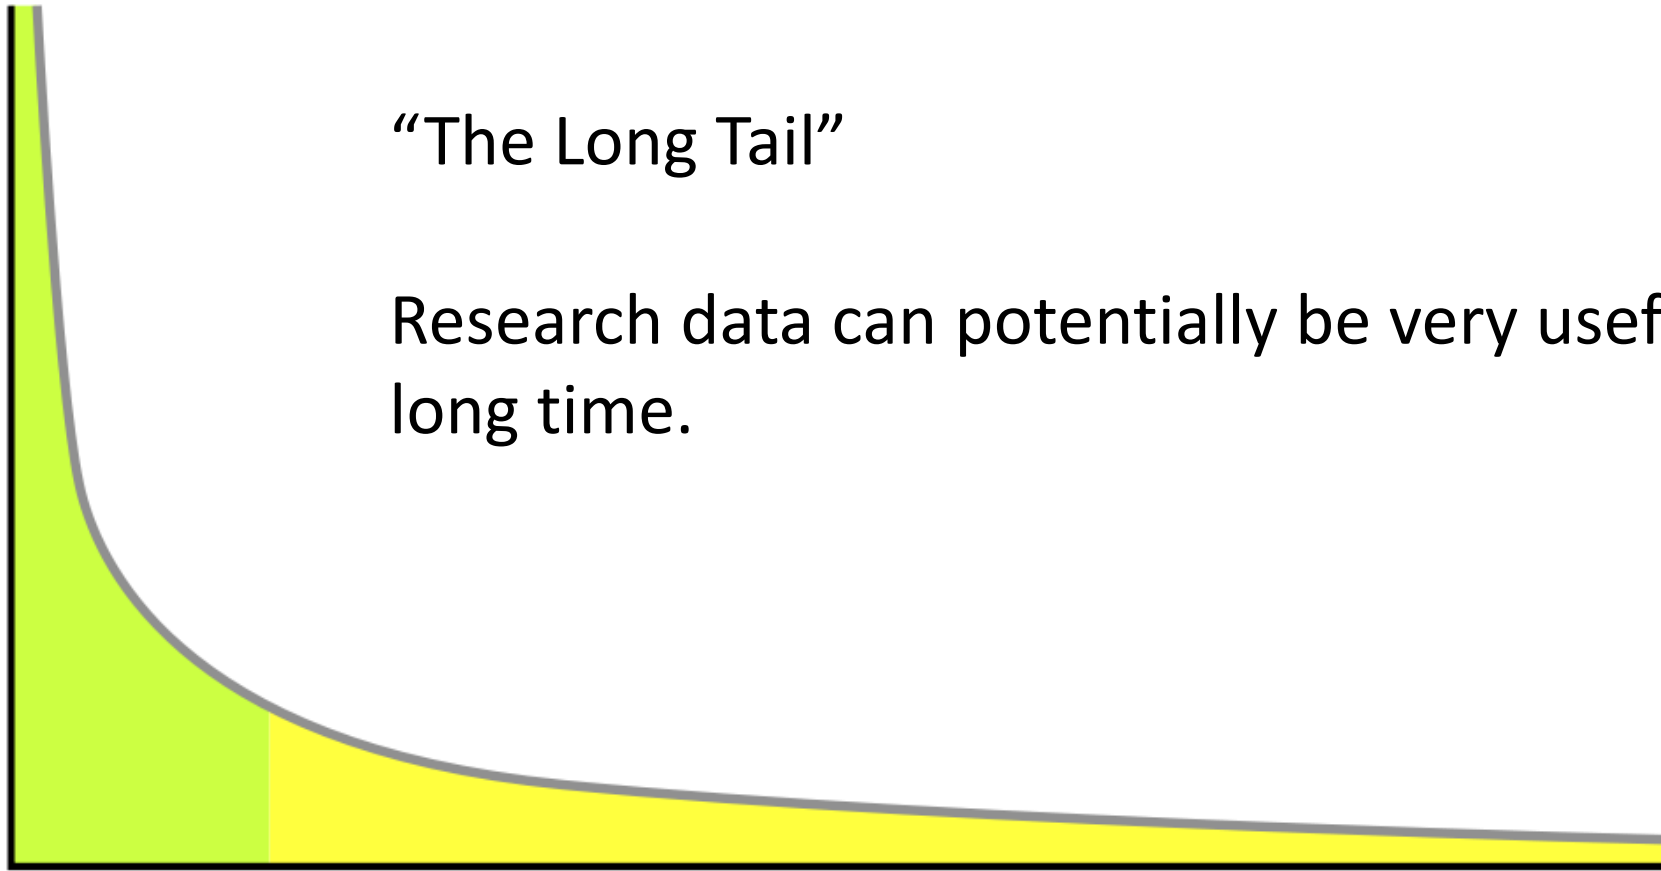 “The Long Tail”
Research data can potentially be very usef
long time.